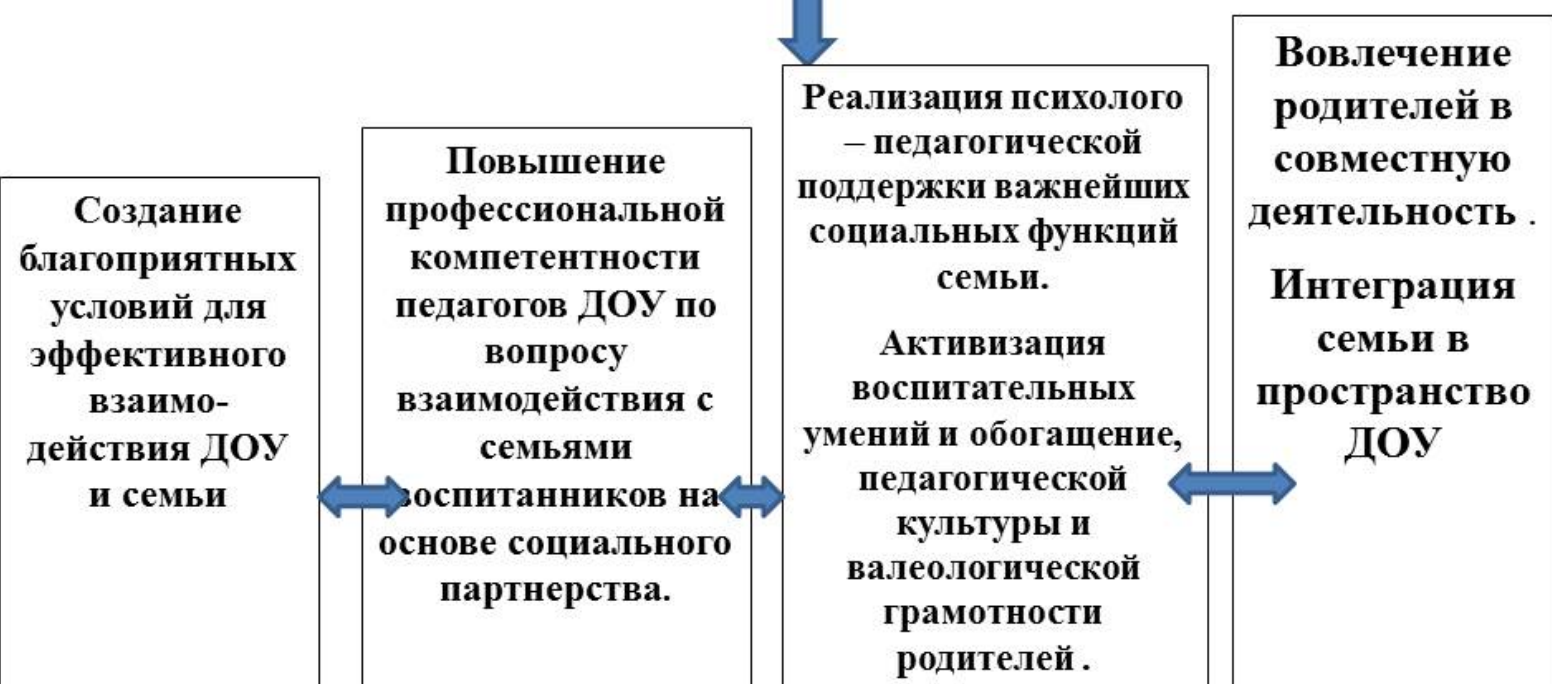 Создание
благоприятных
условий для
эффективного
взаимо-
действия ДОУ
и семьи
Повышение
профессиональной
компетентности
педагогов ДОУ по
вопросу
взаимодействия с
семьями
воспитанников на
основе социального
партнерства.
Реализация психолого
– педагогической
поддержки важнейших
социальных функций
семьи.
Активизация
воспитательных
умений и обогащение,
педагогической
культуры и
валеологической
грамотности
родителей .
Вовлечение
родителей в
совместную
деятельность .
Интеграция
семьи в
пространство
ДОУ